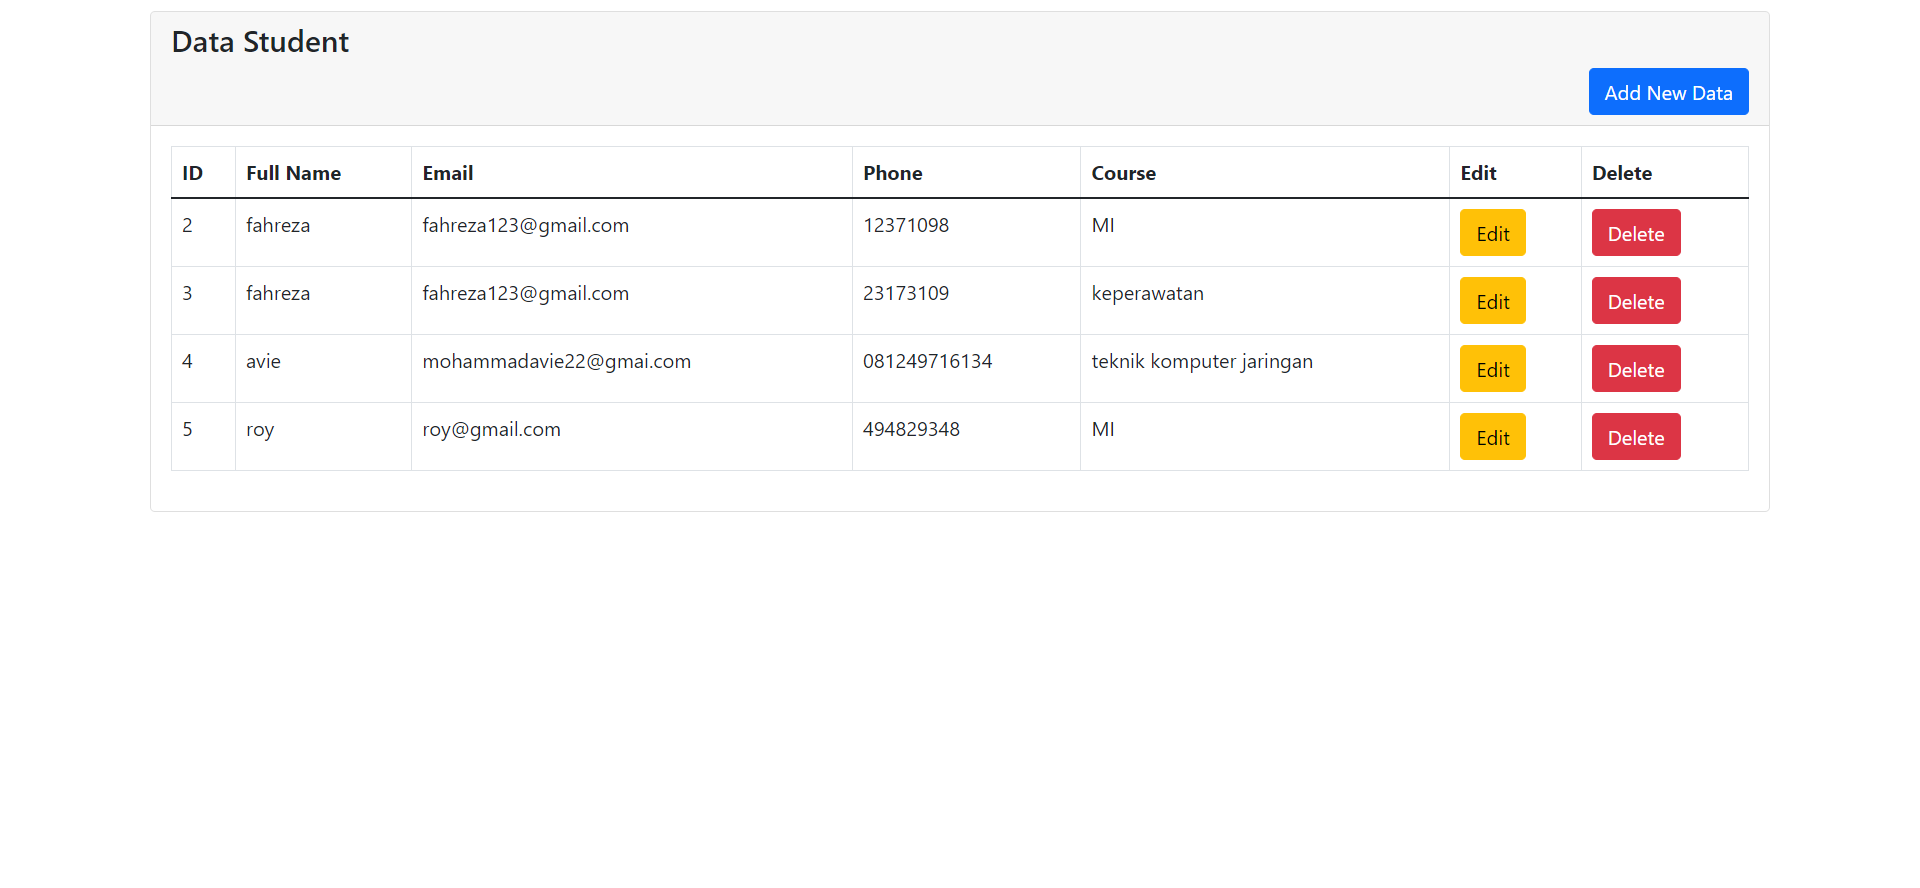 Data Student
Add New Data
ID Full Name Email Phone Course Edit Delete
2 fahreza fahreza123@gmail.com 12371098 MI Edit Delete
3 fahreza fahreza123@gmail.com 23173109 keperawatan Edit Delete
4 avie mohammadavie22@gmai.com 081249716134 teknik komputer jaringan Edit Delete
5 roy roy@gmail.com 494829348 MI Edit Delete